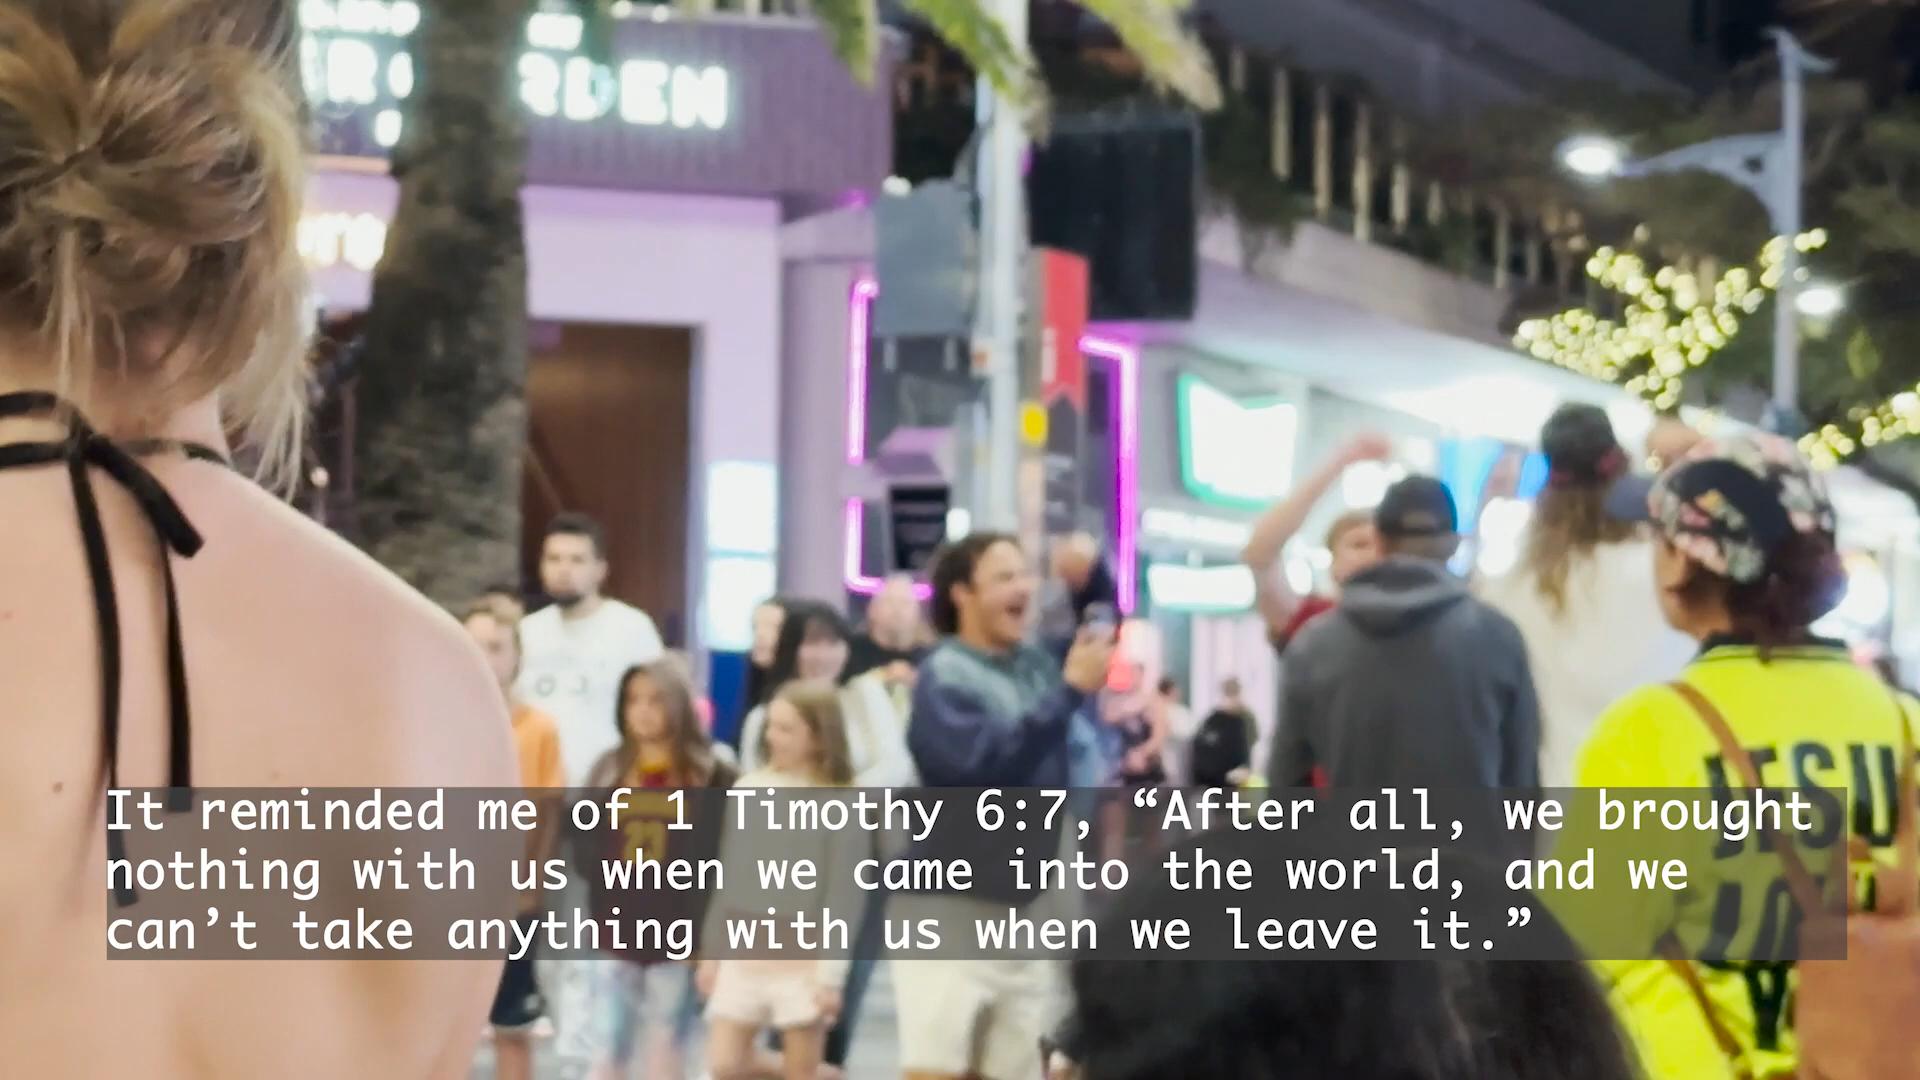 It reminded me of 1 Timothy 6:7, “After all, we brought
nothing with us when we came into the world, and we
can’t take anything with us when we leave it.”